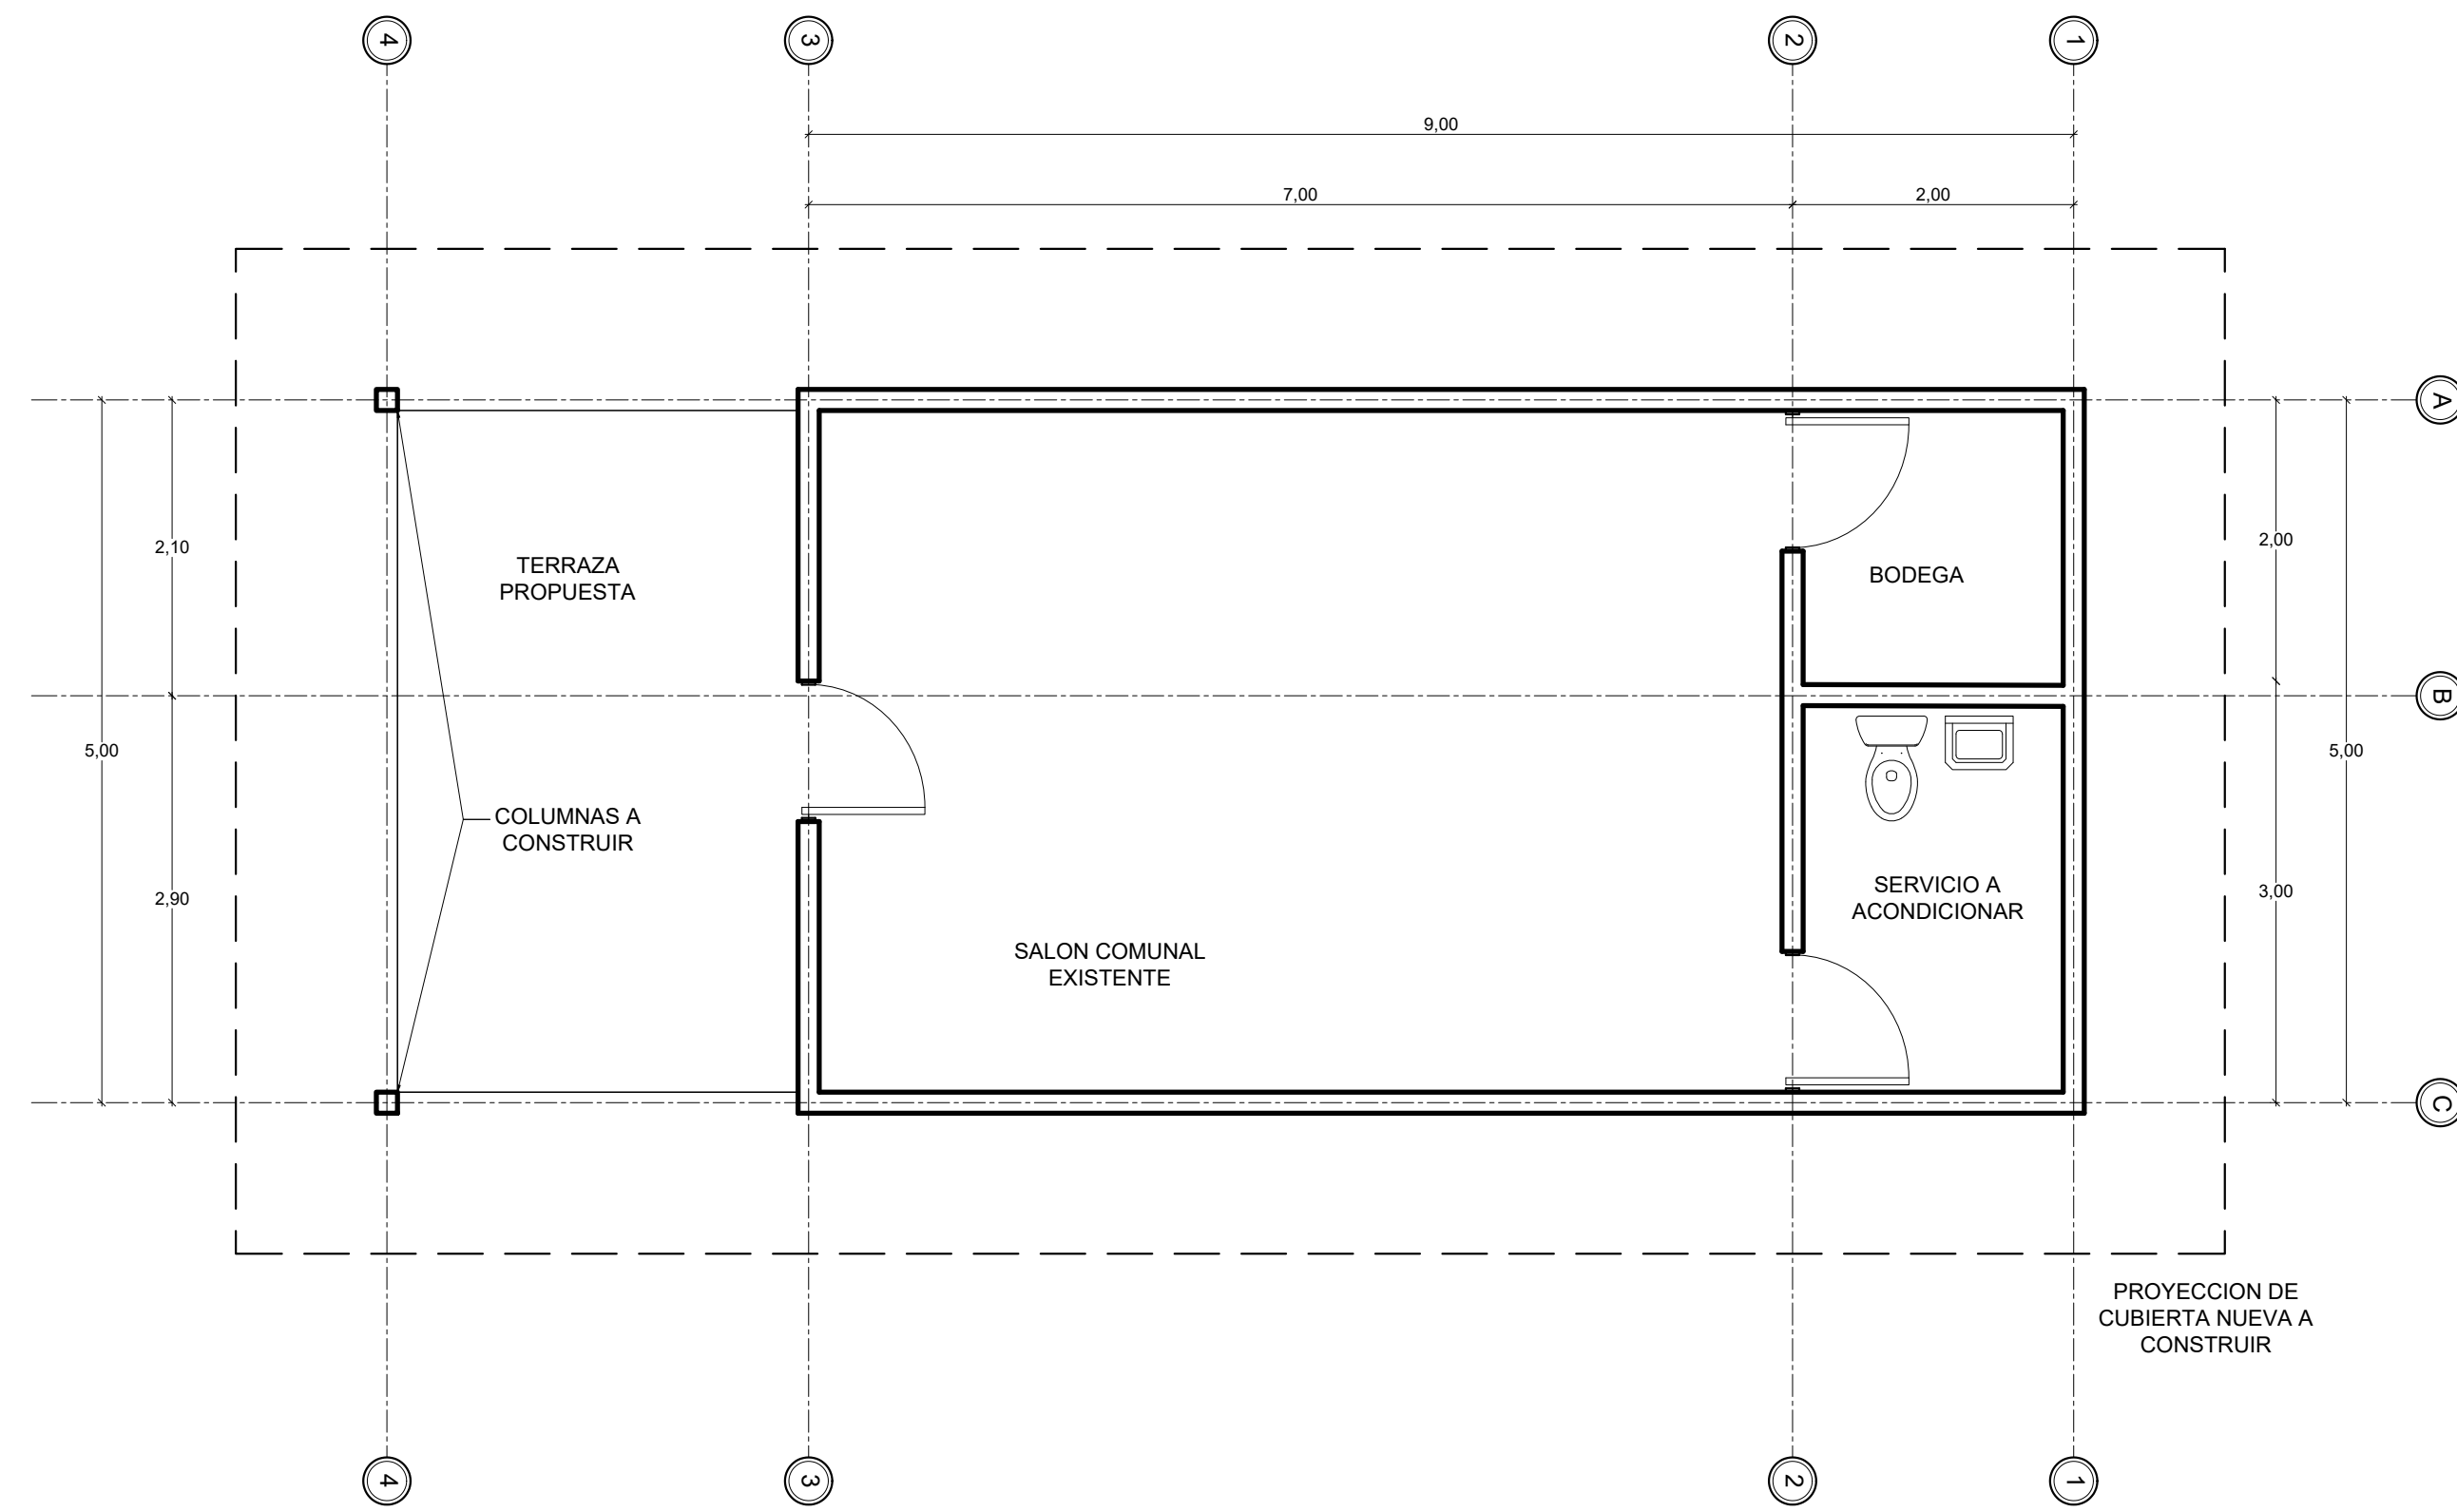 4
3
2
1
9,00
7,00
2,00
A
2,10
2,00
TERRAZA
PROPUESTA
BODEGA
B
5,00
5,00
COLUMNAS A
CONSTRUIR
2,90
3,00
SERVICIO A
ACONDICIONAR
SALON COMUNAL
EXISTENTE
C
PROYECCION DE
CUBIERTA NUEVA A
CONSTRUIR
4
3
2
1